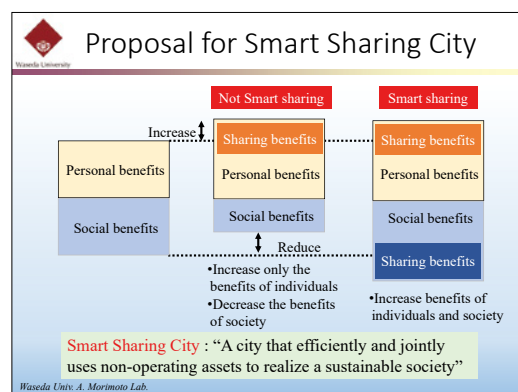 Waseda University
Proposal for Smart Sharing City
Not Smart sharing
Smart sharing
Increase
Sharing benefits
Sharing benefits
Personal benefits
Personal benefits
Personal benefits
Social benefits
Social benefits
Social benefits
Reduce
Sharing benefits
•Increase only the
benefits of individuals
•Decrease the benefits
of society
•Increase benefits of
individuals and society
Smart Sharing City : “A city that efficiently and jointly
uses non-operating assets to realize a sustainable society”
Waseda Univ. A. Morimoto Lab.